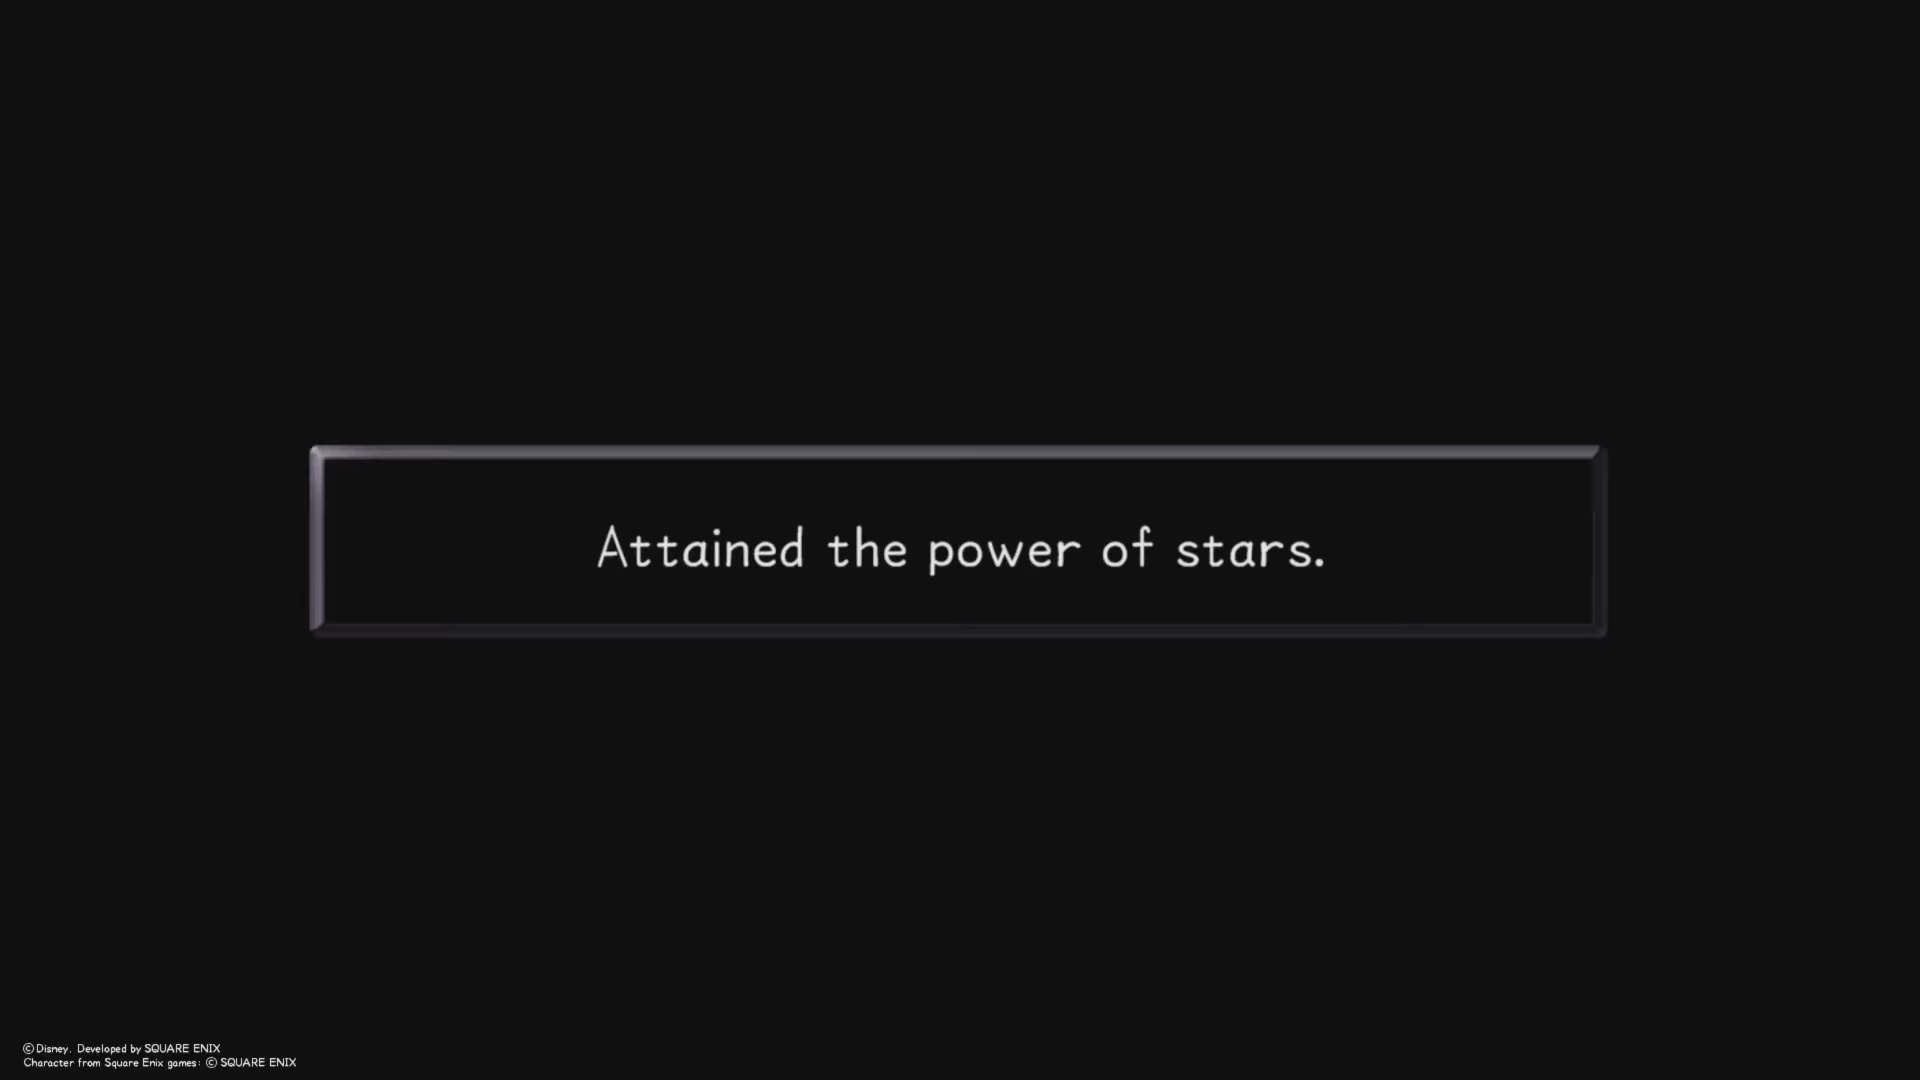 Attained the power of stars.
© Disney. Developed by SQUARE ENIX
Character from Square Enix games: © SQUARE ENIX